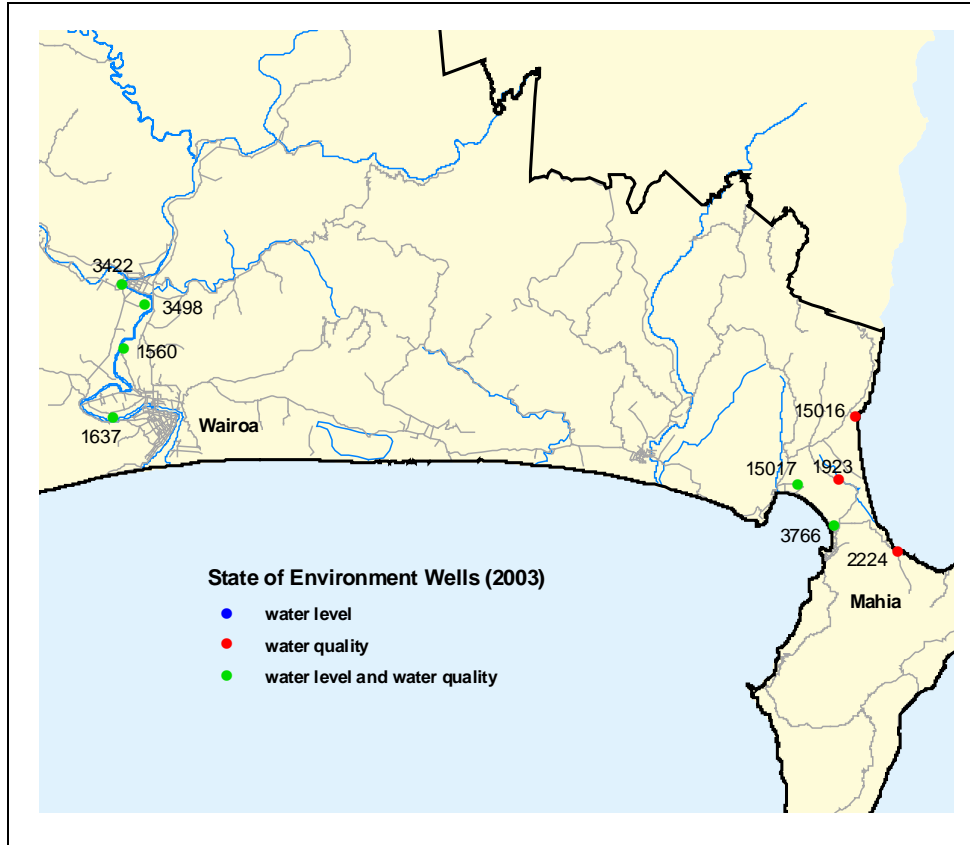 3422
3498
1560
1637
Wairoa
15016
15017
1923
3766
2224
Mahia
State of Environment Wells (2003)
water level
water quality
water level and water quality